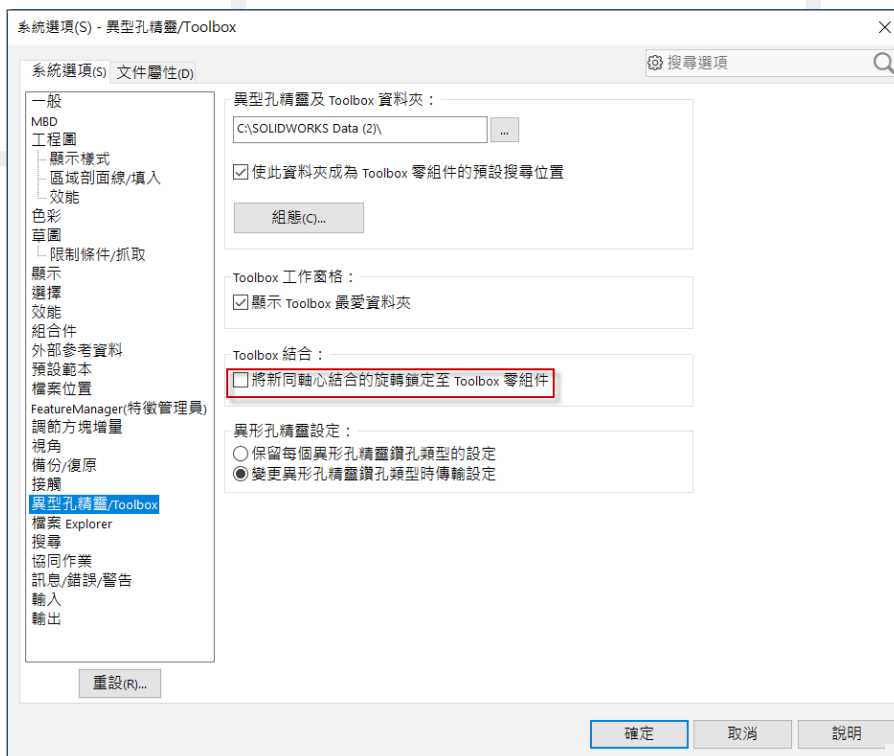 系統選項(S) - 異型孔精靈/Toolbox
搜尋選項
系統選項(S) 文件屬性(D)
一般
MBD
工程圖
顯示樣式
區域剖面線/填入
效能
色彩
草圖
限制條件/抓取
顯示
選擇
效能
組合件
外部參考資料
預設範本
檔案位置
FeatureManager(特徵管理員)
調節方塊增量
視角
備份/復原
接觸
異型孔精靈/Toolbox
檔案 Explorer
搜尋
協同作業
訊息/錯誤/警告
輸入
輸出
重設(R)...
異型孔精靈及 Toolbox 資料夾：
C:\SOLIDWORKS Data (2)\
...
使此資料夾成為 Toolbox 零組件的預設搜尋位置
組態(C)...
Toolbox 工作窗格：
顯示 Toolbox 最愛資料夾
Toolbox 結合：
將新同軸心結合的旋轉鎖定至 Toolbox 零組件
異形孔精靈設定：
保留每個異形孔精靈鑽孔類型的設定
變更異形孔精靈鑽孔類型時傳輸設定
確定 取消 說明